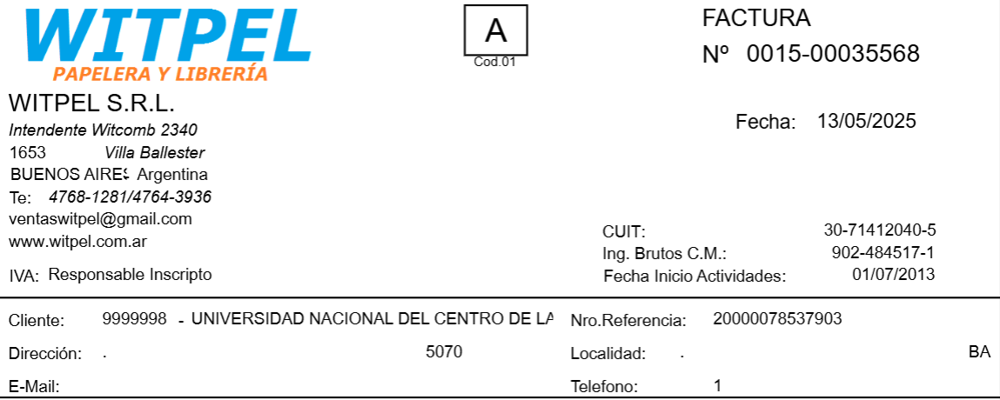 WITPEL
PAPELERA Y LIBRERÍA
A
Cod.01
FACTURA
Nº 0015-00035568
Fecha: 13/05/2025
WITPEL S.R.L.
Intendente Witcomb 2340
1653 Villa Ballester
BUENOS AIRES Argentina
Te: 4768-1281/4764-3936
ventaswitpel@gmail.com
www.witpel.com.ar
IVA: Responsable Inscripto
CUIT: 30-71412040-5
Ing. Brutos C.M.: 902-484517-1
Fecha Inicio Actividades: 01/07/2013
Cliente: 9999998 - UNIVERSIDAD NACIONAL DEL CENTRO DE LA Nro.Referencia: 20000078537903
Dirección: . 5070 Localidad: . BA
E-Mail: Telefono: 1